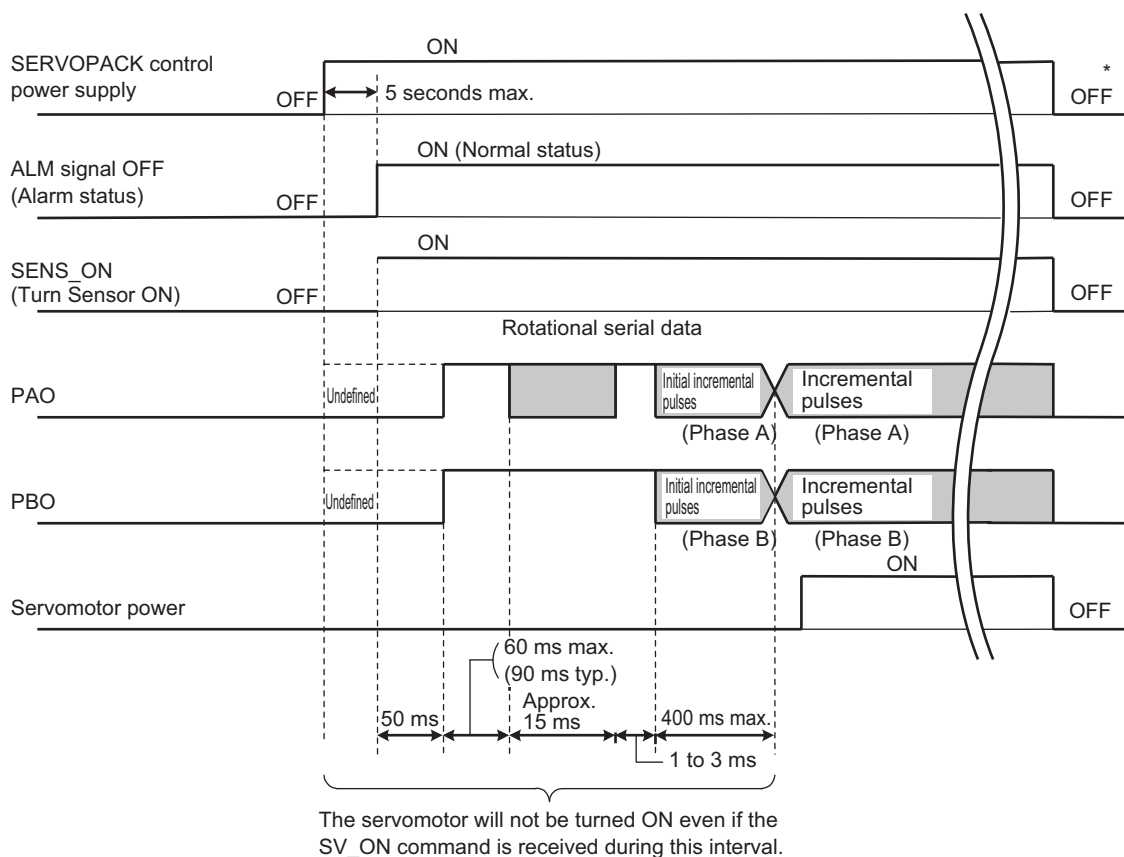 ON
SERVOPACK control
power supply
OFF
5 seconds max.
*
OFF
ON (Normal status)
ALM signal OFF
(Alarm status)
OFF
OFF
ON
SENS_ON
(Turn Sensor ON)
OFF
OFF
Rotational serial data
PAO
Undefined
Initial incremental
pulses
Incremental
pulses
(Phase A)
(Phase A)
PBO
Undefined
Initial incremental
pulses
Incremental
pulses
(Phase B)
(Phase B)
ON
Servomotor power
OFF
60 ms max.
(90 ms typ.)
Approx.
50 ms
15 ms
400 ms max.
1 to 3 ms
The servomotor will not be turned ON even if the
SV_ON command is received during this interval.